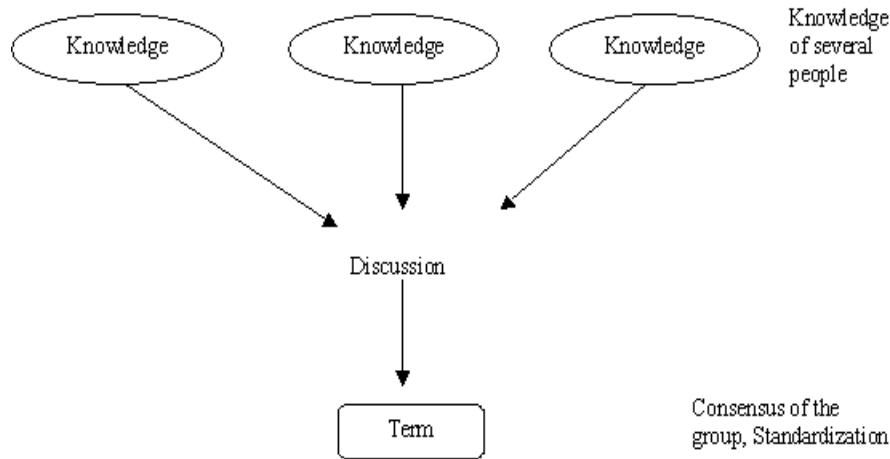 Knowledge
Knowledge
Knowledge
Knowledge
of several
people
Discussion
Term
Consensus of the
group, Standardization